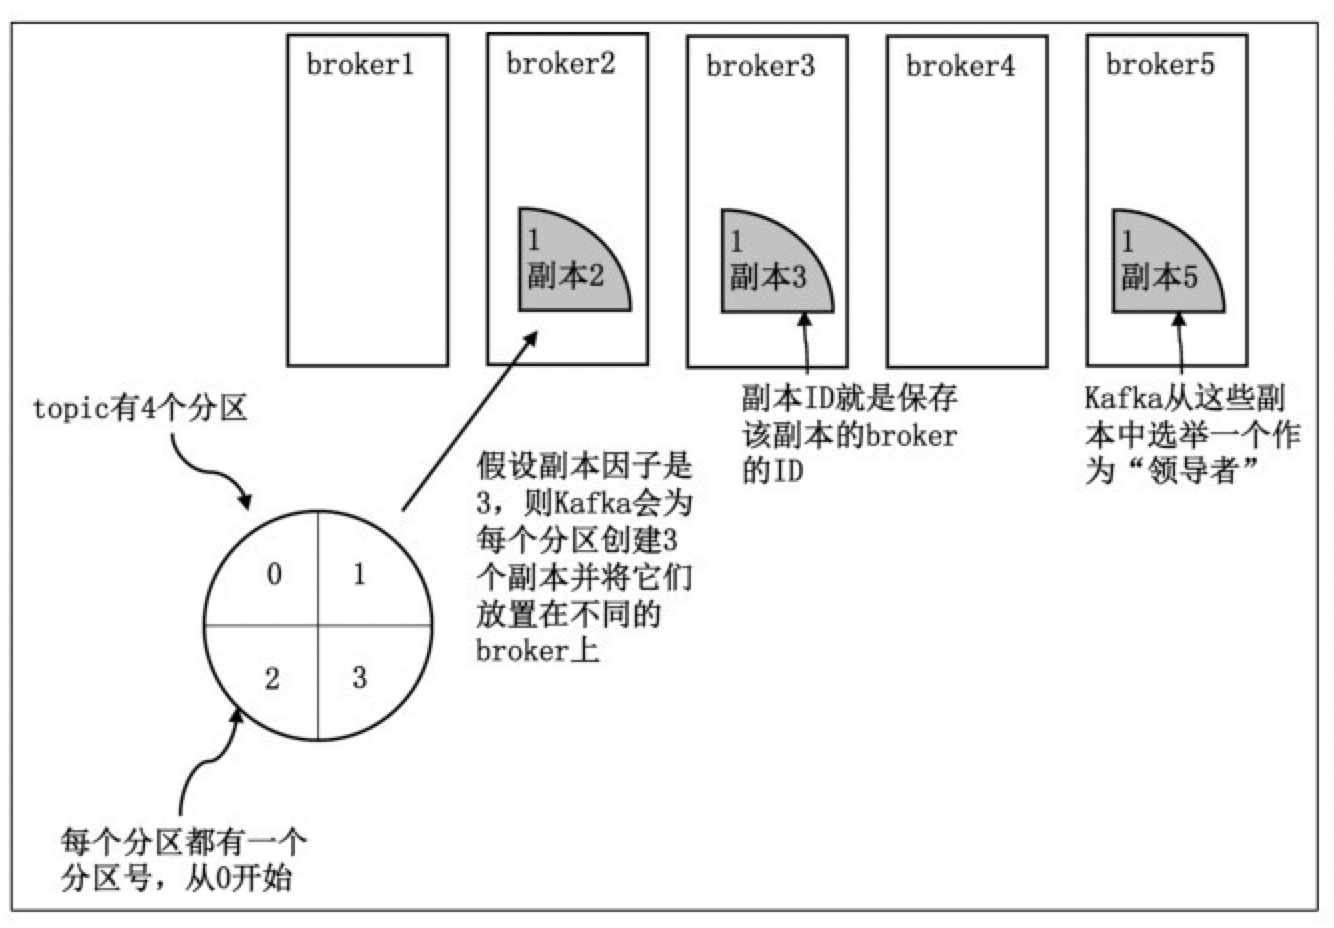 broker1
broker2
broker3
broker4
broker5
1
副本2
1
副本3
1
副本5
topic有4个分区
副本ID就是保存
该副本的broker
的ID
Kafka从这些副
本中选举一个作
为“领导者”
假设副本因子是
3，则Kafka会为
每个分区创建3
个副本并将它们
放置在不同的
broker上
0
1
2
3
每个分区都有一个
分区号，从0开始